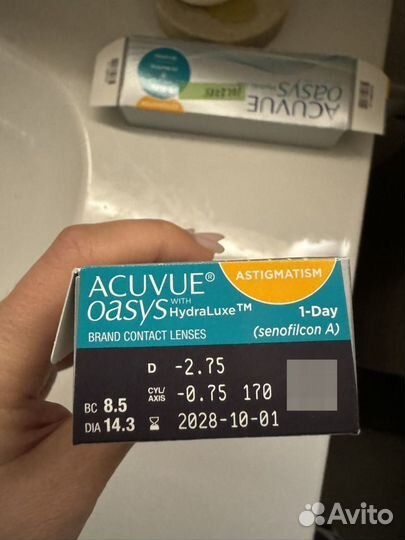 ACUVUE
OASYS
ACUVUE®
oasys WITH HydraLuxe™
ASTIGMATISM
BRAND CONTACT LENSES
1-Day
(senofilcon A)
D -2.75
CYL/ AXIS -0.75 170
BC 8.5
DIA 14.3 2028-10-01
Avito